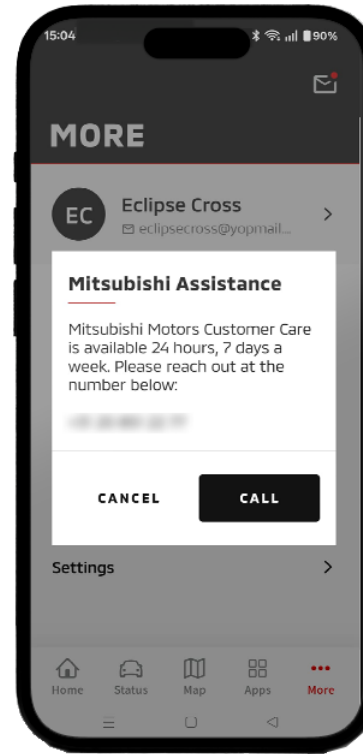 15:04
90%
MORE
EC
Eclipse Cross
eclipsecross@yopmail...
Mitsubishi Assistance
Mitsubishi Motors Customer Care
is available 24 hours, 7 days a
week. Please reach out at the
number below:
CANCEL
CALL
Settings
Home
Status
Map
Apps
More